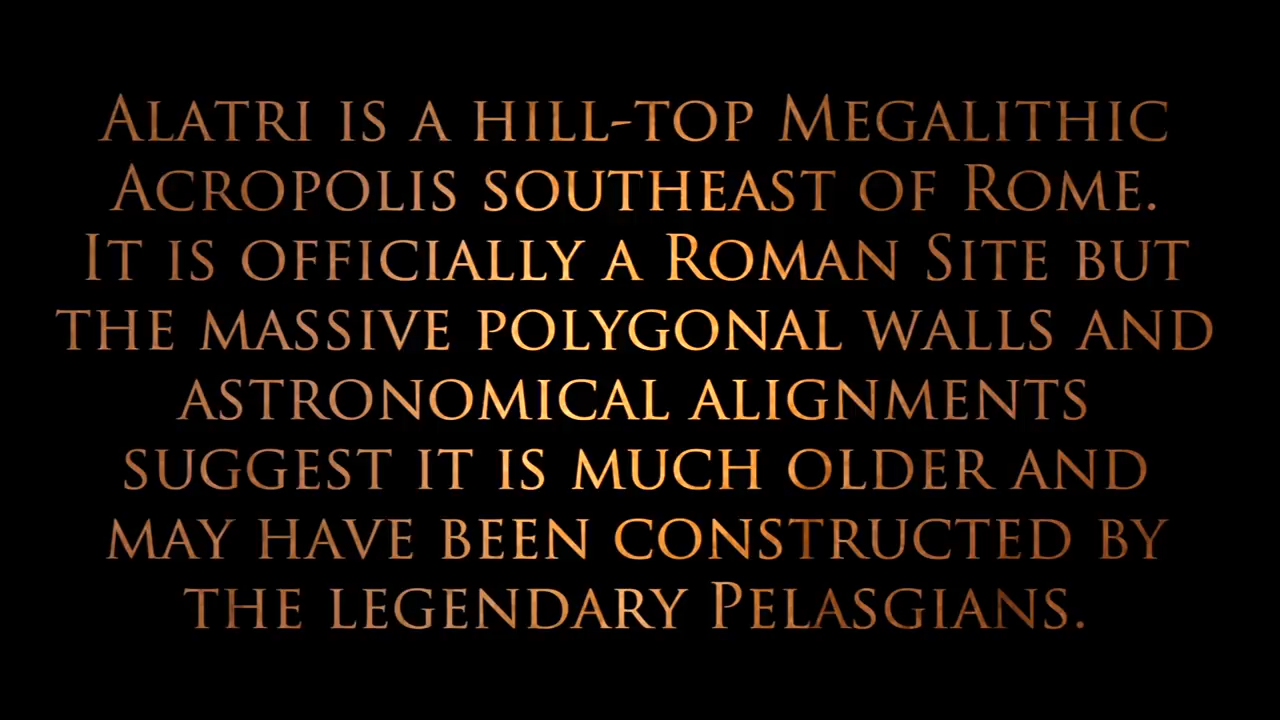 Alatri is a hill-top Megalithic
Acropolis southeast of Rome.
It is officially a Roman Site but
the massive polygonal walls and
astronomical alignments
suggest it is much older and
may have been constructed by
the legendary Pelasgians.